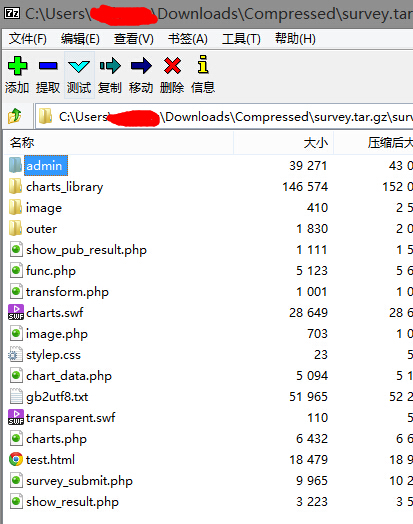 C:\Users\ \Downloads\Compressed\survey.tar.
文件(F) 编辑(E) 查看(V) 书签(A) 工具(T) 帮助(H)
添加 提取 测试 复制 移动 删除 信息
C:\Users\ \Downloads\Compressed\survey.tar.gz\surv
名称 大小 压缩后大
admin 39 271 43 0
charts_library 146 574 152 0
image 410 2 5
outer 1 830 2 0
show_pub_result.php 1 111 1 5
func.php 5 123 5 6
transform.php 1 001 1 0
charts.swf 28 649 28 6
image.php 703 1 0
stylep.css 23 5
chart_data.php 5 094 5 1
gb2utf8.txt 51 965 52 2
transparent.swf 110 5
charts.php 6 432 6 6
test.html 18 479 18 9
survey_submit.php 9 965 10 2
show_result.php 3 223 3 5